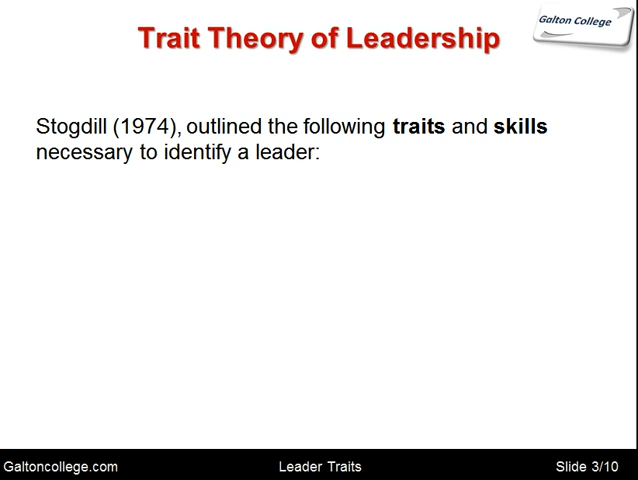 Trait Theory of Leadership
Galton College
Stogdill (1974), outlined the following traits and skills
necessary to identify a leader:
Galtoncollege.com
Leader Traits
Slide 3/10